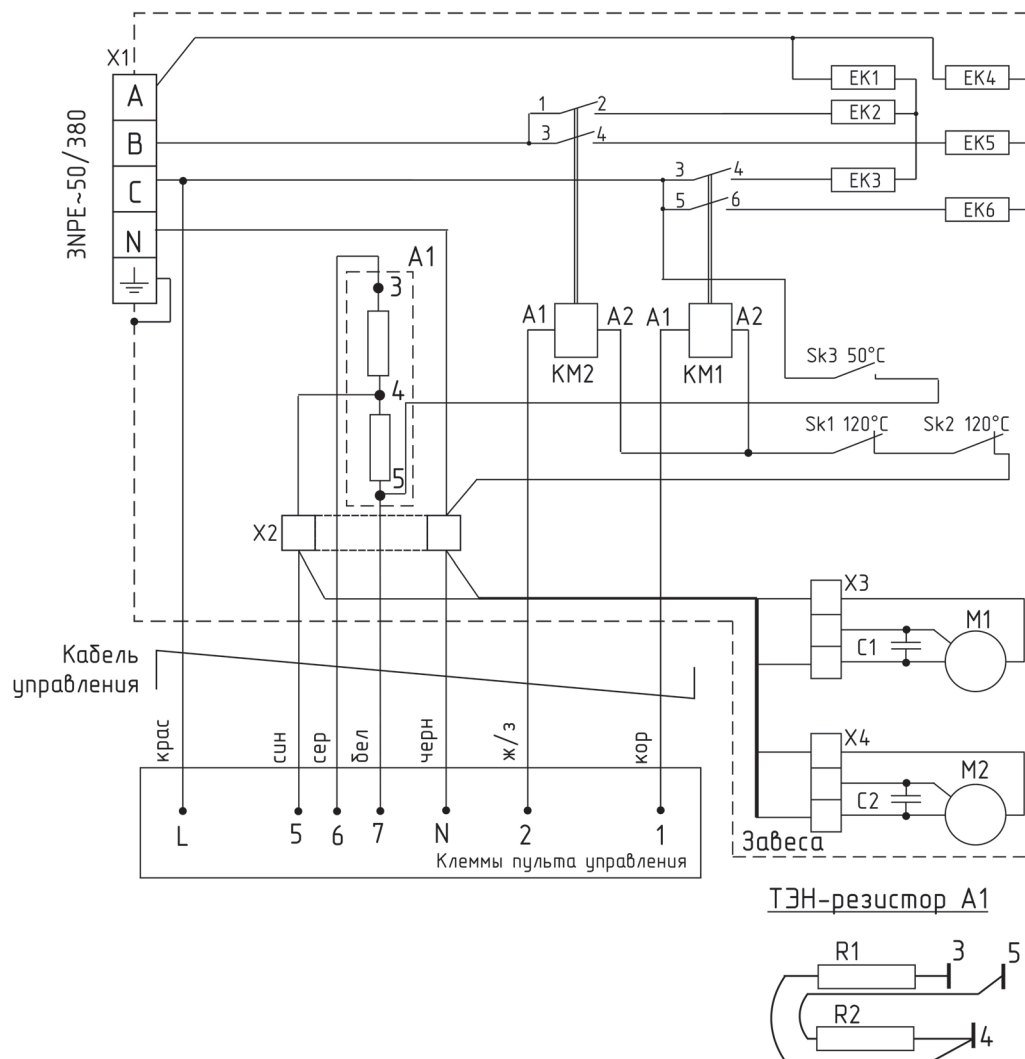 X1
3NPE~50/380
A
B
C
N
EK1
EK4
1
2
EK2
3
4
EK5
3
4
EK3
5
6
EK6
A1
3
4
5
A1
A2
KM2
A1
A2
KM1
Sk3 50°C
Sk1 120°C
Sk2 120°C
X2
X3
M1
C1
X4
M2
C2
Завеса
Кабель
управления
крас
син
сер
бел
черн
ж/з
кор
L
5
6
7
N
2
1
Клеммы пульта управления
ТЭН-резистор А1
R1
3
5
R2
4